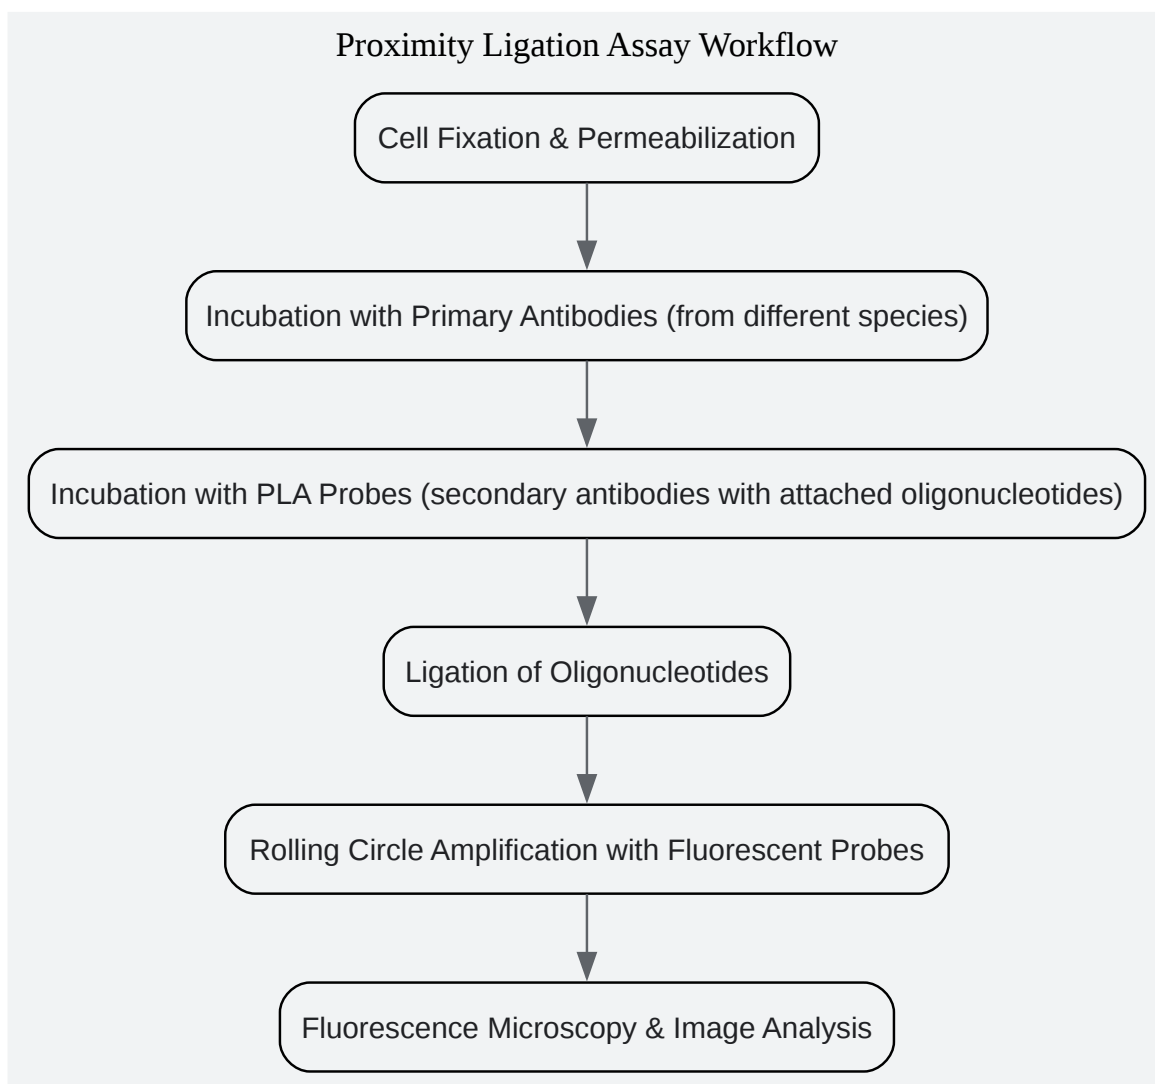 Proximity Ligation Assay Workflow
Cell Fixation & Permeabilization
Incubation with Primary Antibodies (from different species)
Incubation with PLA Probes (secondary antibodies with attached oligonucleotides)
Ligation of Oligonucleotides
Rolling Circle Amplification with Fluorescent Probes
Fluorescence Microscopy & Image Analysis